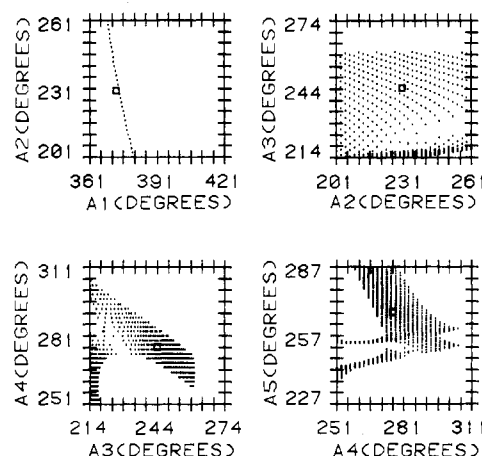 261
231
201
A2(DEGREES)
361 391 421
A1(DEGREES)
274
244
214
A3(DEGREES)
201 231 261
A2(DEGREES)
311
281
251
A4(DEGREES)
214 244 274
A3(DEGREES)
287
257
227
A5(DEGREES)
251 281 311
A4(DEGREES)